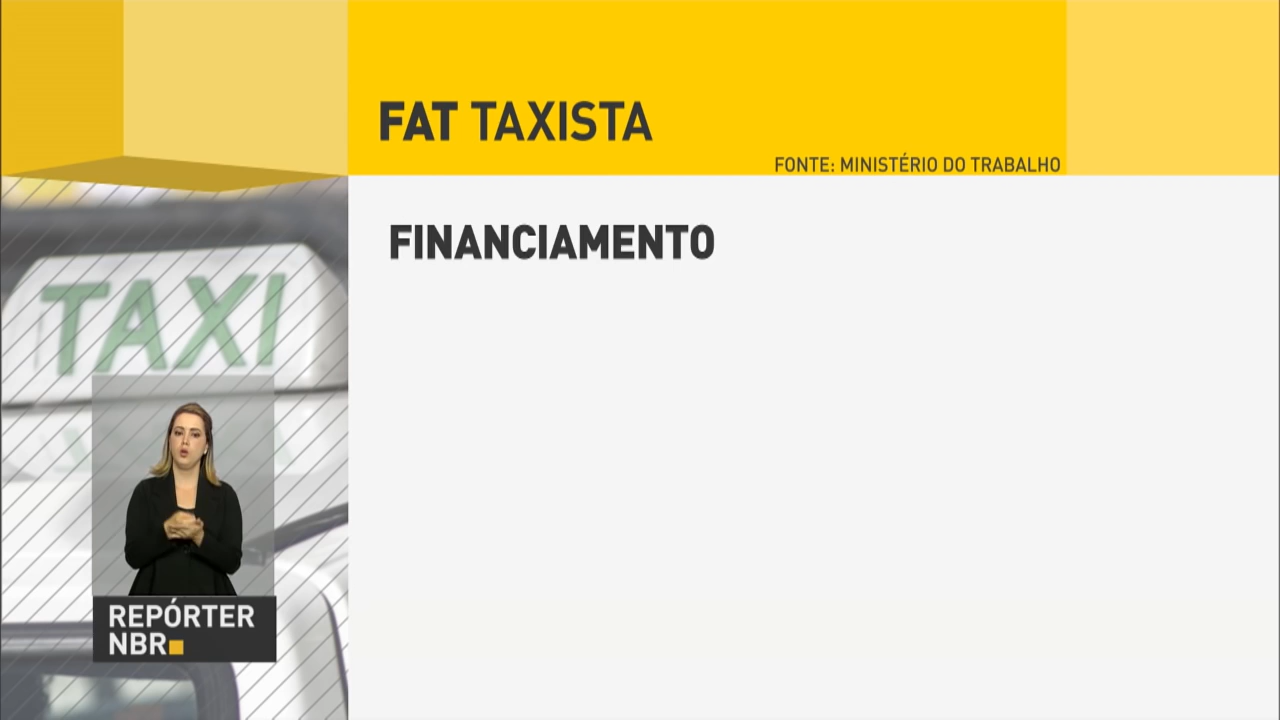 FAT TAXISTA
FONTE: MINISTÉRIO DO TRABALHO
FINANCIAMENTO
TAXI
REPÓRTER
NBR